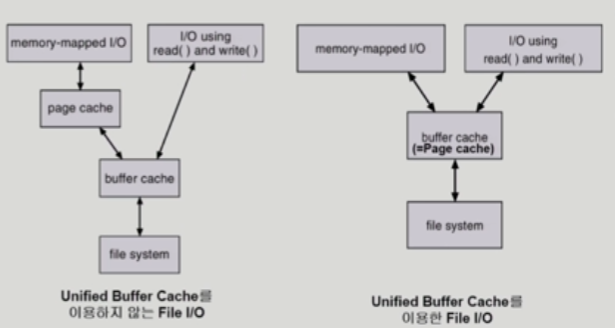 memory-mapped I/O
I/O using
read( ) and write( )
page cache
buffer cache
file system
Unified Buffer Cache를
이용하지 않는 File I/O
memory-mapped I/O
I/O using
read( ) and write( )
buffer cache
(=Page cache)
file system
Unified Buffer Cache를
이용한 File I/O